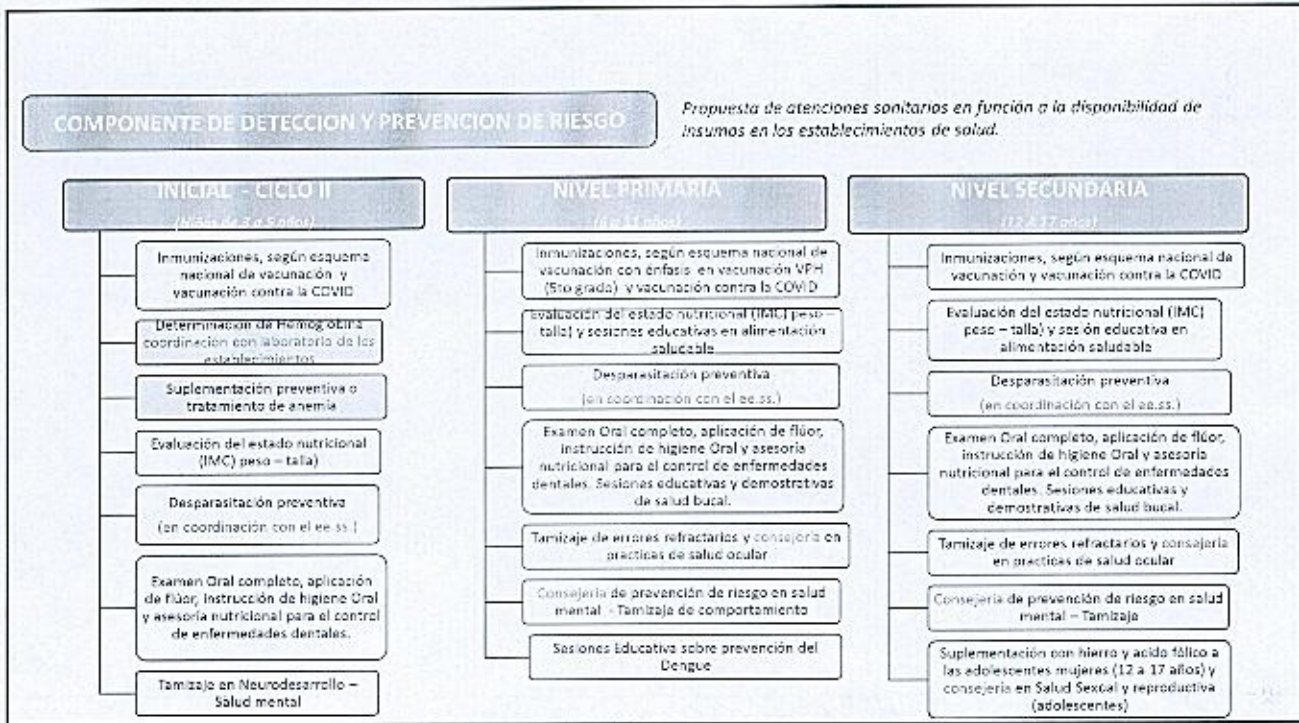 COMPONENTE DE DETECCION Y PREVENCION DE RIESGO
Propuesta de atenciones sanitarias en función a la disponibilidad de
insumos en los establecimientos de salud.
INICIAL - CICLO II
(Niños de 3 a 5 años)
Inmunizaciones, según esquema
nacional de vacunación y
vacunación contra la COVID
Determinación de Hemoglobina
coordinación con laboratorio de los
establecimientos
Suplementación preventiva o
tratamiento de anemia
Evaluación del estado nutricional
(IMC) peso – talla)
Desparasitación preventiva
(en coordinación con el ee.ss.)
Examen Oral completo, aplicación
de flúor, instrucción de higiene Oral
y asesoría nutricional para el control
de enfermedades dentales.
Tamizaje en Neurodesarrollo –
Salud mental
NIVEL PRIMARIA
(6 a 11 años)
Inmunizaciones, según esquema nacional de
vacunación con énfasis en vacunación VPH
(5to grado) y vacunación contra la COVID
Evaluación del estado nutricional (IMC) peso –
talla) y sesiones educativas en alimentación
saludable
Desparasitación preventiva
(en coordinación con el ee.ss.)
Examen Oral completo, aplicación de flúor,
instrucción de higiene Oral y asesoría
nutricional para el control de enfermedades
dentales. Sesiones educativas y demostrativas
de salud bucal.
Tamizaje de errores refractarios y consejería en
practicas de salud ocular
Consejería de prevención de riesgo en salud
mental - Tamizaje de comportamiento
Sesiones Educativa sobre prevención del
Dengue
NIVEL SECUNDARIA
(12 a 17 años)
Inmunizaciones, según esquema nacional de
vacunación y vacunación contra la COVID
Evaluación del estado nutricional (IMC)
peso – talla) y sesión educativa en
alimentación saludable
Desparasitación preventiva
(en coordinación con el ee.ss.)
Examen Oral completo, aplicación de flúor,
instrucción de higiene Oral y asesoría
nutricional para el control de enfermedades
dentales. Sesiones educativas y
demostrativas de salud bucal.
Tamizaje de errores refractarios y consejería
en practicas de salud ocular
Consejería de prevención de riesgo en salud
mental – Tamizaje
Suplementación con hierro y acido fólico a
las adolescentes mujeres (12 a 17 años) y
consejería en Salud Sexual y reproductiva
(adolescentes)